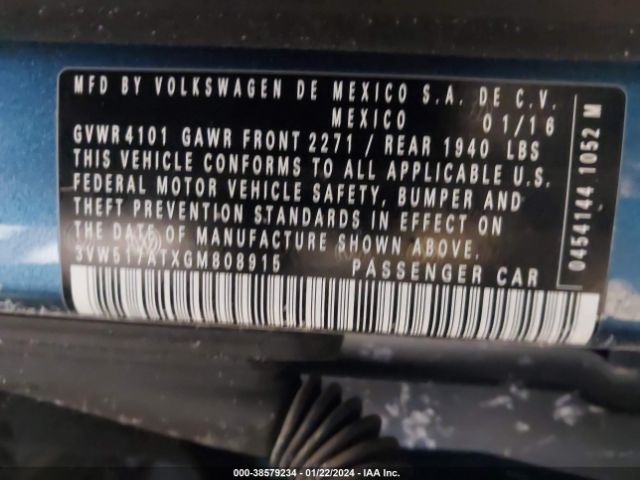 MFD BY VOLKSWAGEN DE MEXICO S.A. DE C.V.
MEXICO 01/16
GVWR 4101 GAWR FRONT 2271 / REAR 1940 LBS
THIS VEHICLE CONFORMS TO ALL APPLICABLE U.S.
FEDERAL MOTOR VEHICLE SAFETY, BUMPER AND
THEFT PREVENTION STANDARDS IN EFFECT ON
THE DATE OF MANUFACTURE SHOWN ABOVE.
3VW517ATXGM808915 PASSENGER CAR
0454144 1052 M
000-38579234 - 01/22/2024 - IAA Inc.